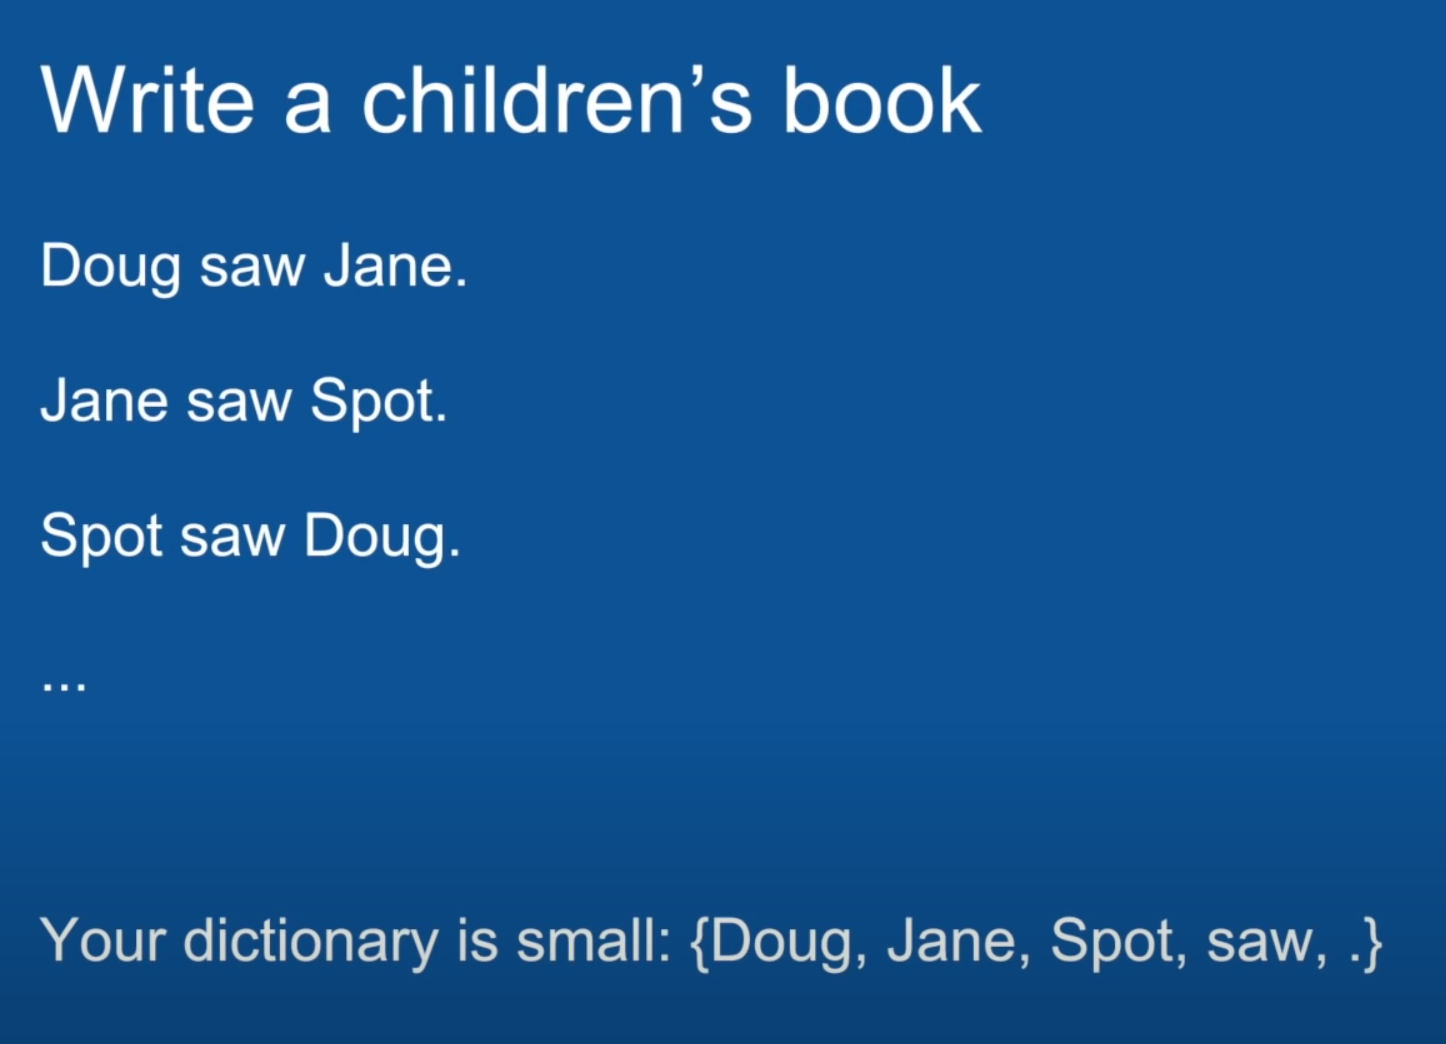 Write a children’s book
Doug saw Jane.
Jane saw Spot.
Spot saw Doug.
...
Your dictionary is small: {Doug, Jane, Spot, saw, .}